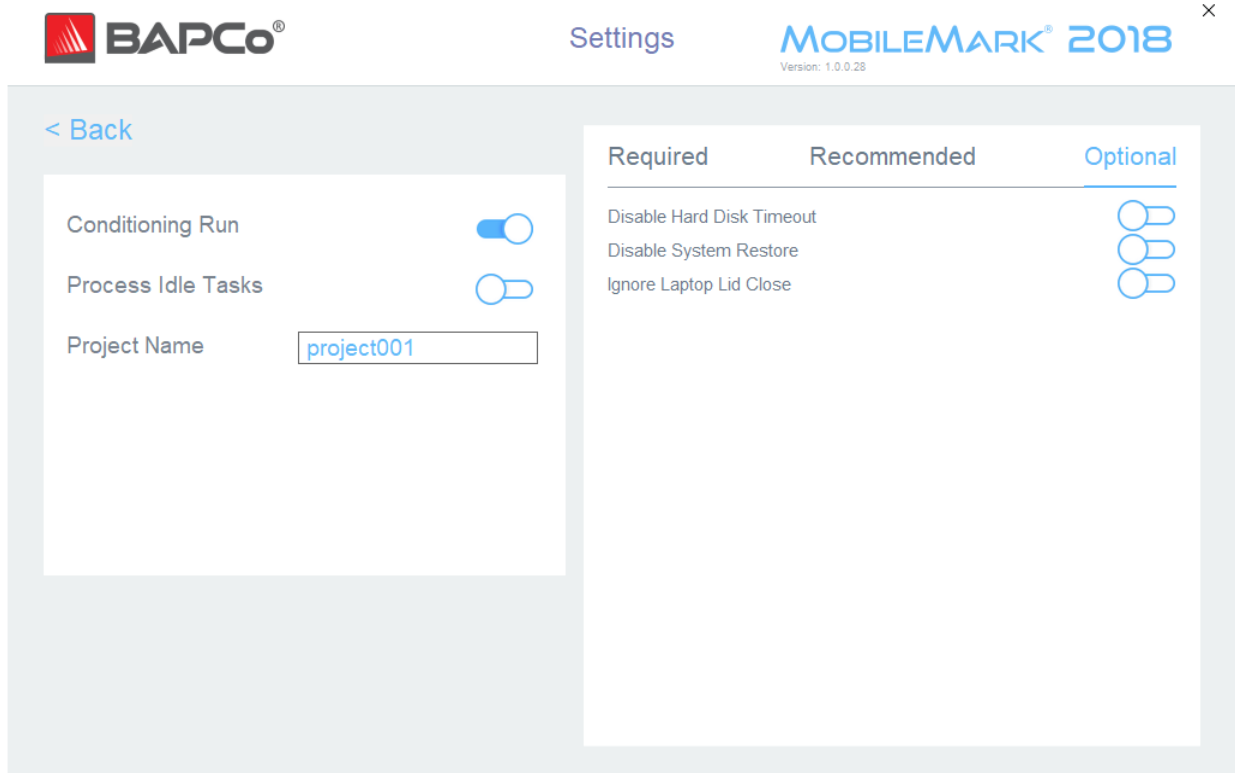 BAPCo®
Settings
MOBILEMARK® 2018
Version: 1.0.0.28
< Back
Conditioning Run
Process Idle Tasks
Project Name project001
Required Recommended Optional
Disable Hard Disk Timeout
Disable System Restore
Ignore Laptop Lid Close